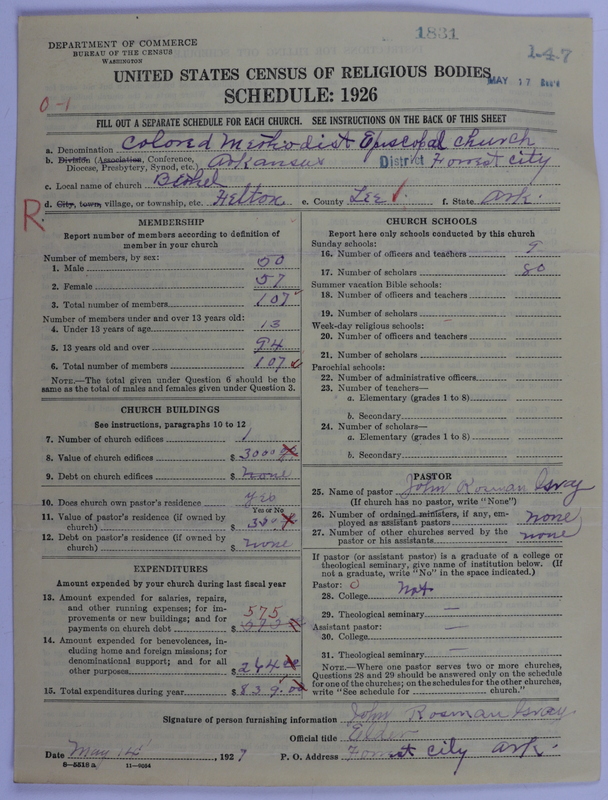 1831
147
DEPARTMENT OF COMMERCE
BUREAU OF THE CENSUS
WASHINGTON
UNITED STATES CENSUS OF RELIGIOUS BODIES
MAY 17
SCHEDULE: 1926
0-1
FILL OUT A SEPARATE SCHEDULE FOR EACH CHURCH. SEE INSTRUCTIONS ON THE BACK OF THIS SHEET
a. Denomination Colored Methodist Episcopal Church
b. Division (Association, Conference, Diocese, Presbytery, Synod, etc.) Arkansas District Forrest City
c. Local name of church Bethel
d. City, town, village, or township, etc. Felton e. County Lee f. State Ark.
R
MEMBERSHIP
Report number of members according to definition of
member in your church
Number of members, by sex:
1. Male 50
2. Female 57
3. Total number of members 107
Number of members under and over 13 years old:
4. Under 13 years of age 13
5. 13 years old and over 94
6. Total number of members 107
NOTE.—The total given under Question 6 should be the
same as the total of males and females given under Question 3.
CHURCH BUILDINGS
See instructions, paragraphs 10 to 12
7. Number of church edifices 1
8. Value of church edifices $ 3000
9. Debt on church edifices $ none
10. Does church own pastor's residence yes
Yes or No
11. Value of pastor's residence (if owned by
church) $
12. Debt on pastor's residence (if owned by
church) $ none
EXPENDITURES
Amount expended by your church during last fiscal year
13. Amount expended for salaries, repairs,
and other running expenses; for im-
provements or new buildings; and for
payments on church debt $ 575
14. Amount expended for benevolences, in-
cluding home and foreign missions; for
denominational support; and for all
other purposes $ 264
15. Total expenditures during year $ 839.00
CHURCH SCHOOLS
Report here only schools conducted by this church
Sunday schools:
16. Number of officers and teachers 9
17. Number of scholars 80
Summer vacation Bible schools:
18. Number of officers and teachers
19. Number of scholars
Week-day religious schools:
20. Number of officers and teachers
21. Number of scholars
Parochial schools:
22. Number of administrative officers
23. Number of teachers—
a. Elementary (grades 1 to 8)
b. Secondary
24. Number of scholars—
a. Elementary (grades 1 to 8)
b. Secondary
PASTOR
25. Name of pastor John Rosman Gray
(If church has no pastor, write "None")
26. Number of ordained ministers, if any, em-
ployed as assistant pastors none
27. Number of other churches served by the
pastor or his assistants none
If pastor (or assistant pastor) is a graduate of a college or
theological seminary, give name of institution below. (If
not a graduate, write "No" in the space indicated.)
Pastor: 0
28. College Not
29. Theological seminary —
Assistant pastor:
30. College —
31. Theological seminary —
NOTE.—Where one pastor serves two or more churches,
Questions 28 and 29 should be answered only on the schedule
for one of the churches; on the schedules for the other churches,
write "See schedule for church."
Signature of person furnishing information John Rosman Gray
Official title Elder
Date May 14 1927 P. O. Address Forrest City Ark.
8—5518 a 11—9054